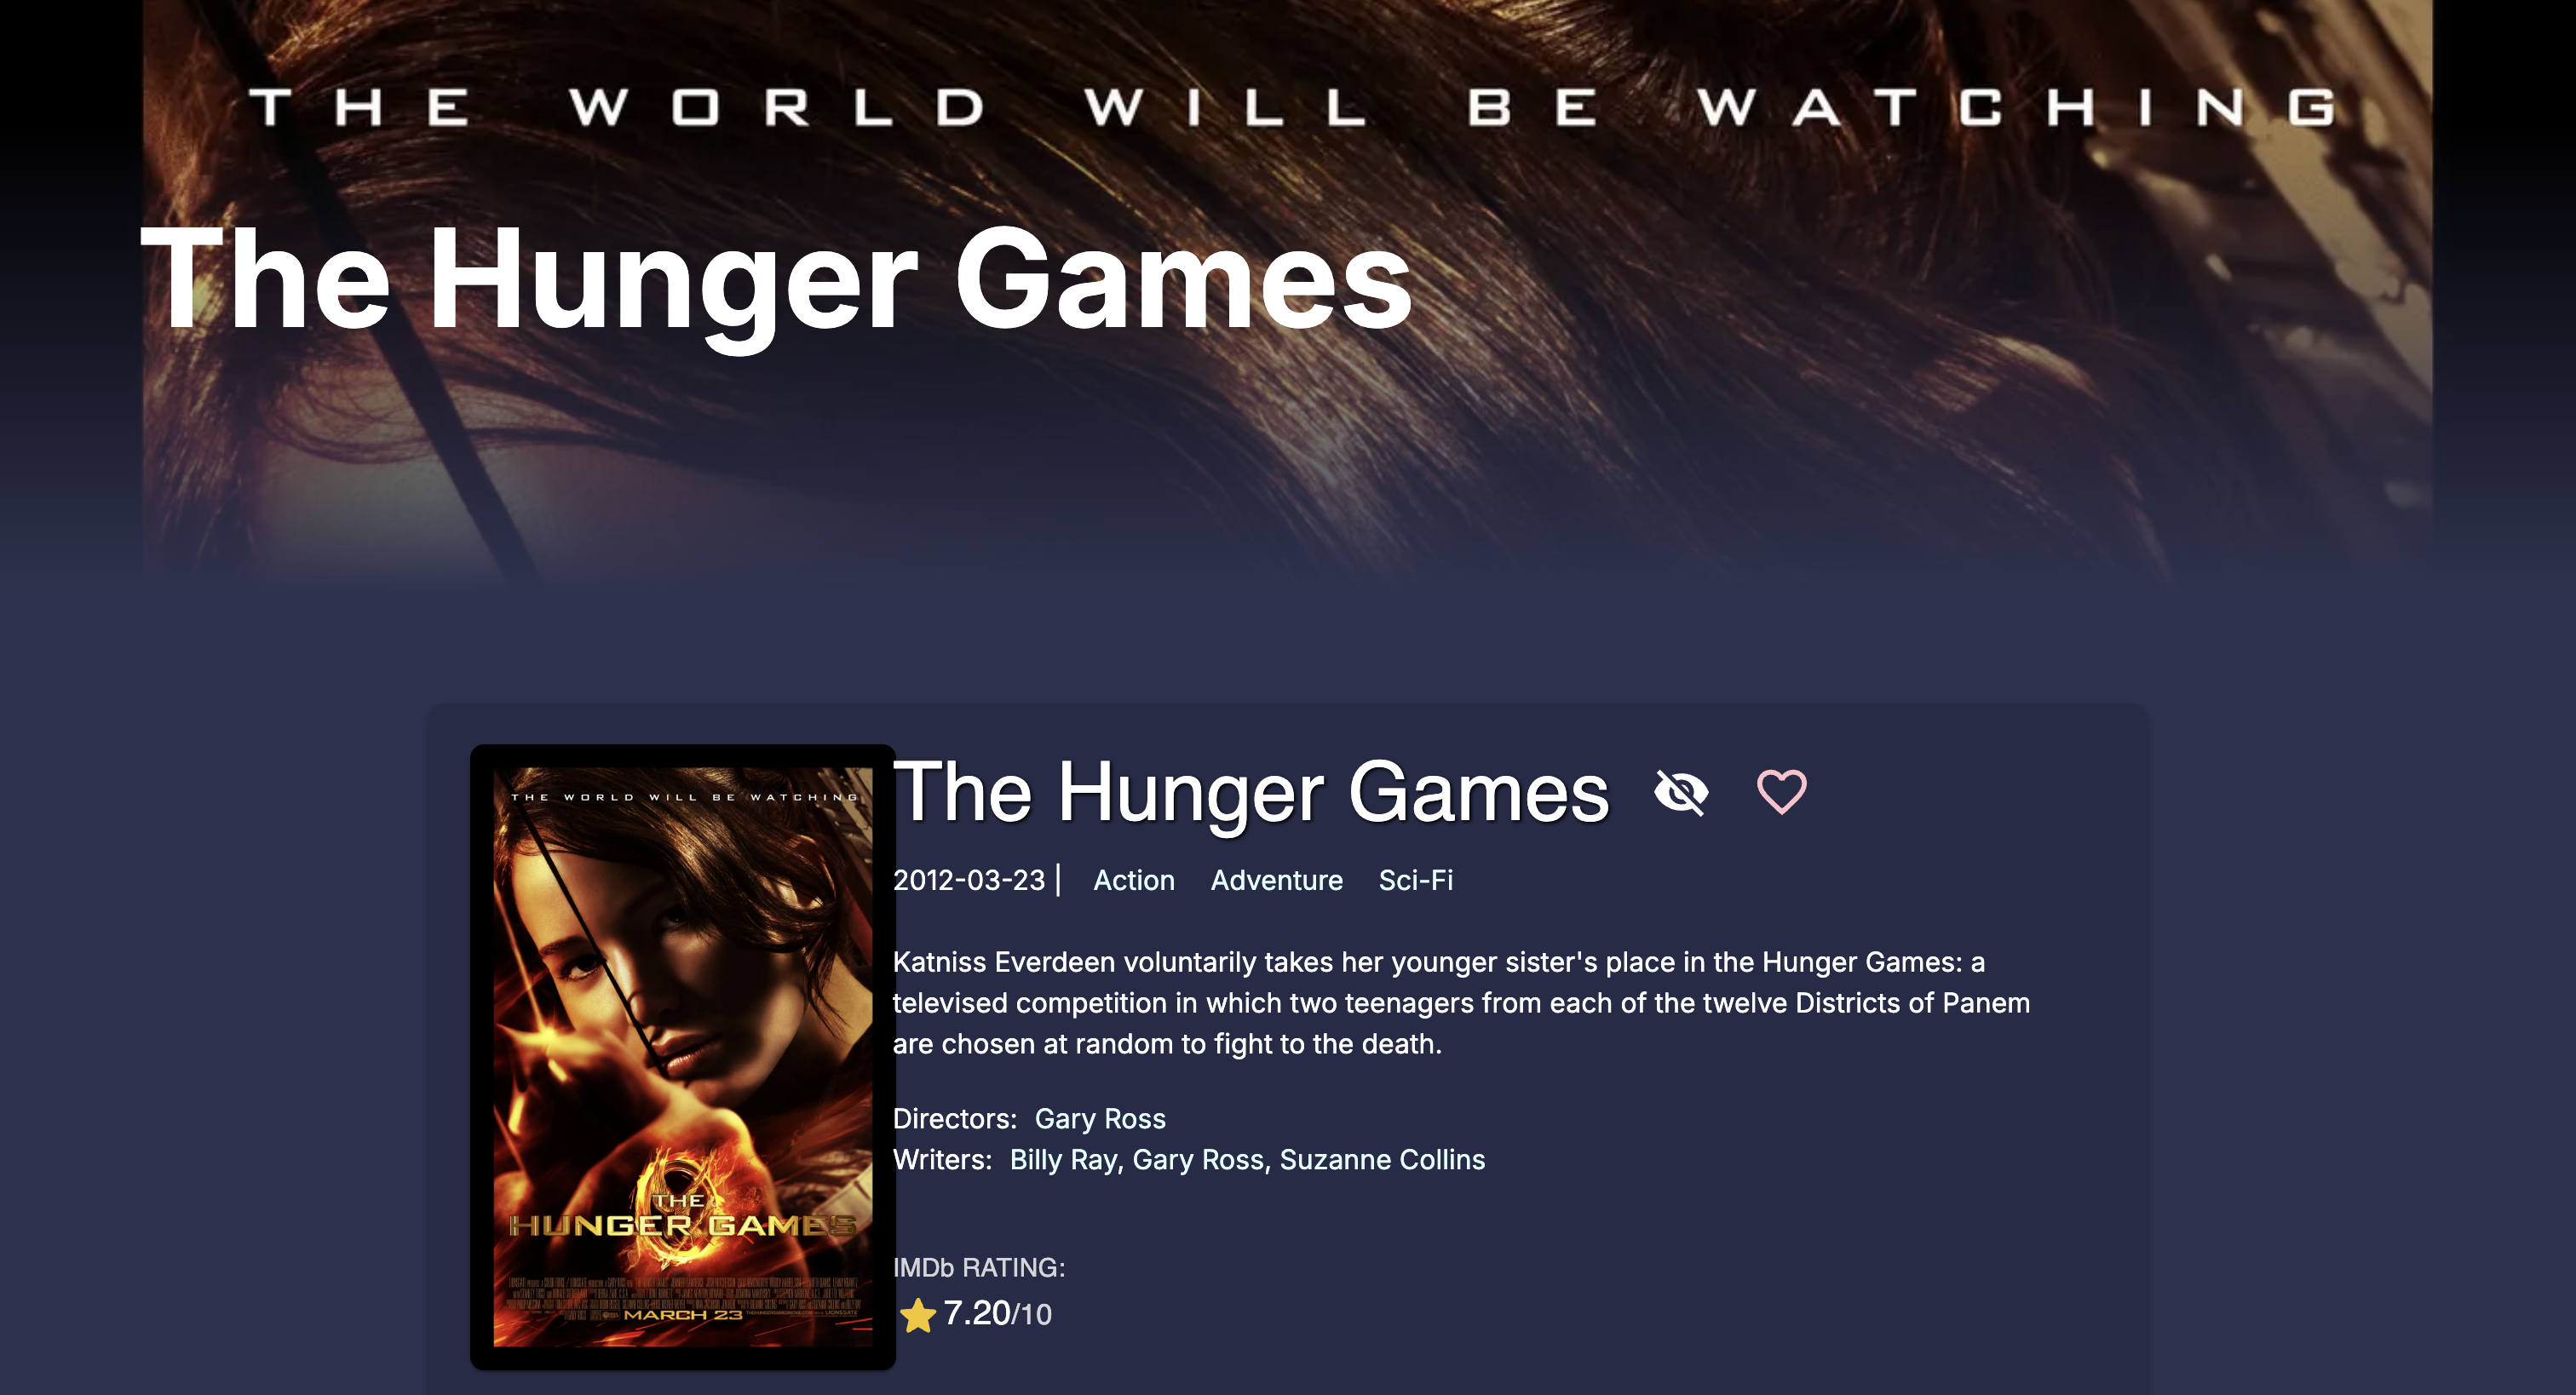 THE WORLD WILL BE WATCHING
The Hunger Games
THE WORLD WILL BE WATCHING
THE
HUNGER GAMES
MARCH 23
The Hunger Games
2012-03-23 | Action Adventure Sci-Fi
Katniss Everdeen voluntarily takes her younger sister's place in the Hunger Games: a
televised competition in which two teenagers from each of the twelve Districts of Panem
are chosen at random to fight to the death.
Directors: Gary Ross
Writers: Billy Ray, Gary Ross, Suzanne Collins
IMDb RATING:
7.20/10